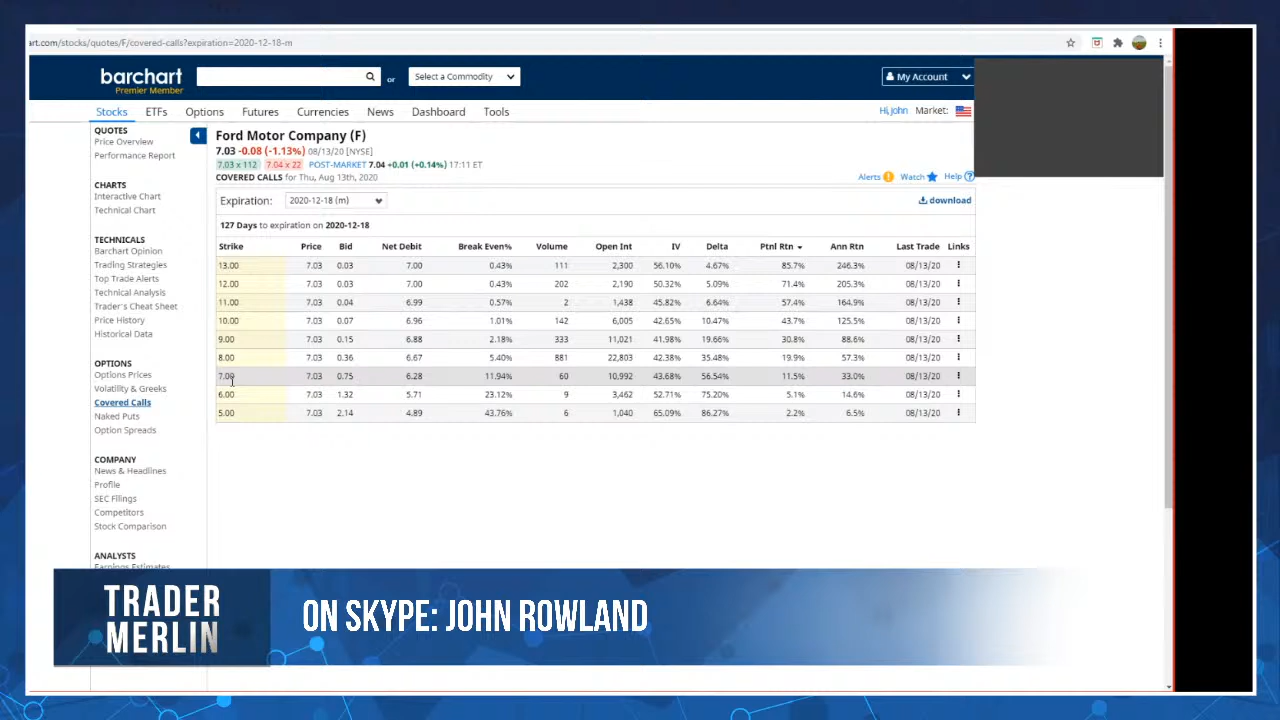 art.com/stocks/quotes/F/covered-calls?expiration=2020-12-18-m
barchart
Premier Member
or
Select a Commodity
My Account
Stocks ETFs Options Futures Currencies News Dashboard Tools
Hi, john Market:
QUOTES
Price Overview
Performance Report
CHARTS
Interactive Chart
Technical Chart
TECHNICALS
Barchart Opinion
Trading Strategies
Top Trade Alerts
Technical Analysis
Trader's Cheat Sheet
Price History
Historical Data
OPTIONS
Options Prices
Volatility & Greeks
Covered Calls
Naked Puts
Option Spreads
COMPANY
News & Headlines
Profile
SEC Filings
Competitors
Stock Comparison
ANALYSTS
Earnings Estimates
Ford Motor Company (F)
7.03 -0.08 (-1.13%) 08/13/20 [NYSE]
7.03 x 112 7.04 x 22 POST-MARKET 7.04 +0.01 (+0.14%) 17:11 ET
COVERED CALLS for Thu, Aug 13th, 2020
Alerts Watch Help
Expiration: 2020-12-18 (m)
download
127 Days to expiration on 2020-12-18
Strike Price Bid Net Debit Break Even% Volume Open Int IV Delta Ptnl Rtn Ann Rtn Last Trade Links
13.00 7.03 0.03 7.00 0.43% 111 2,300 56.10% 4.67% 85.7% 246.3% 08/13/20
12.00 7.03 0.03 7.00 0.43% 202 2,190 50.32% 5.09% 71.4% 205.3% 08/13/20
11.00 7.03 0.04 6.99 0.57% 2 1,438 45.82% 6.64% 57.4% 164.9% 08/13/20
10.00 7.03 0.07 6.96 1.01% 142 6,005 42.65% 10.47% 43.7% 125.5% 08/13/20
9.00 7.03 0.15 6.88 2.18% 333 11,021 41.98% 19.66% 30.8% 88.6% 08/13/20
8.00 7.03 0.36 6.67 5.40% 881 22,803 42.38% 35.48% 19.9% 57.3% 08/13/20
7.00 7.03 0.75 6.28 11.94% 60 10,992 43.68% 56.54% 11.5% 33.0% 08/13/20
6.00 7.03 1.32 5.71 23.12% 9 3,462 52.71% 75.20% 5.1% 14.6% 08/13/20
5.00 7.03 2.14 4.89 43.76% 6 1,040 65.09% 86.27% 2.2% 6.5% 08/13/20
TRADER
MERLIN
ON SKYPE: JOHN ROWLAND